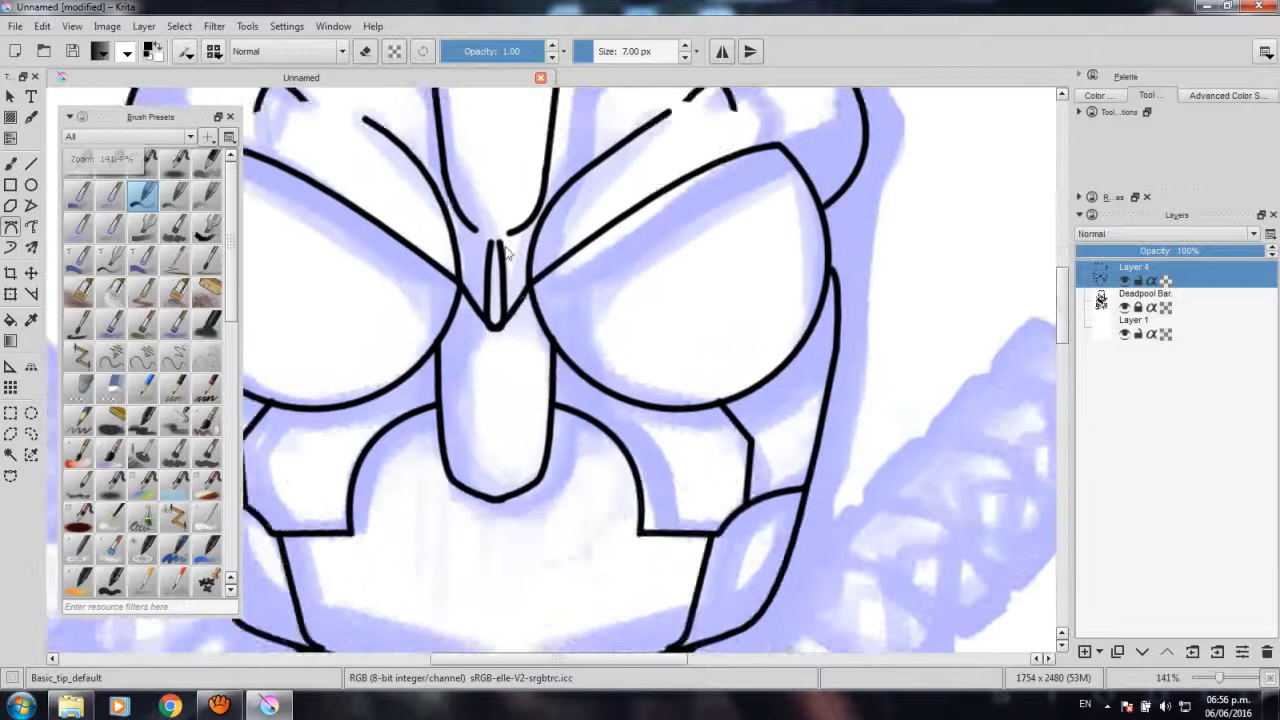 Unnamed [modified] – Krita
File Edit View Image Layer Select Filter Tools Settings Window Help
Normal Opacity: 1.00 Size: 7.00 px
Unnamed
T...
Palette
Color ... Tool ... Advanced Color S...
Tool...tions
Brush Presets
All
Zoom: 141.4 %
R...es
Layers
Normal
Opacity: 100%
Layer 4
Deadpool Bar.
Layer 1
Enter resource filters here
Basic_tip_default RGB (8-bit integer/channel) sRGB-elle-V2-srgbtrc.icc 1754 x 2480 (53M) 141%
EN 06:56 p.m.
06/06/2016